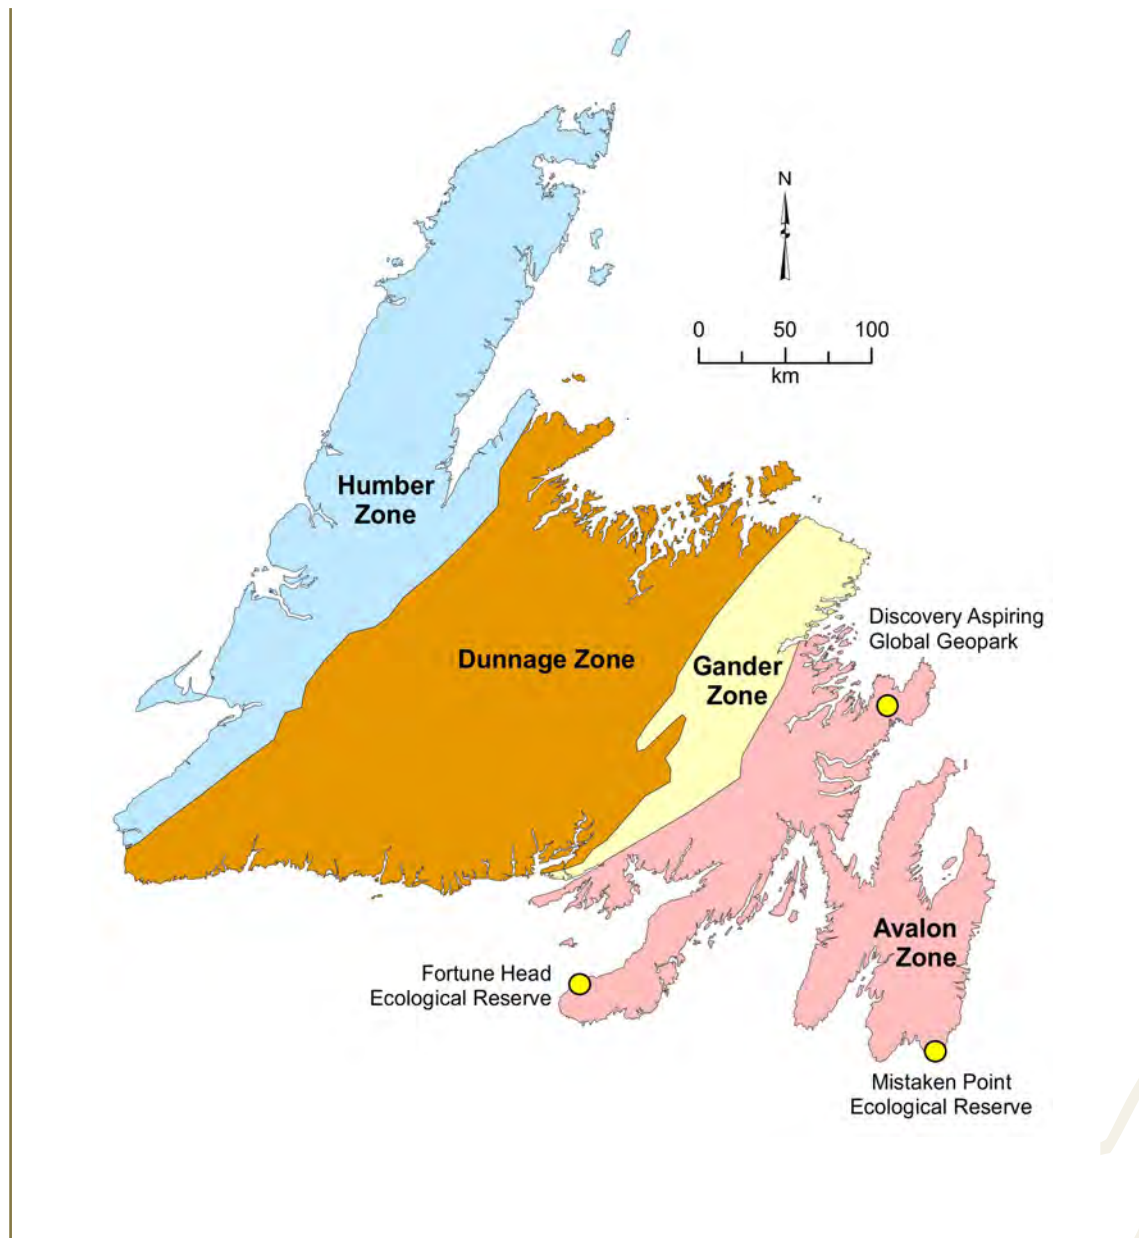 N
0 50 100
km
Humber
Zone
Discovery Aspiring
Global Geopark
Dunnage Zone
Gander
Zone
Avalon
Zone
Fortune Head
Ecological Reserve
Mistaken Point
Ecological Reserve